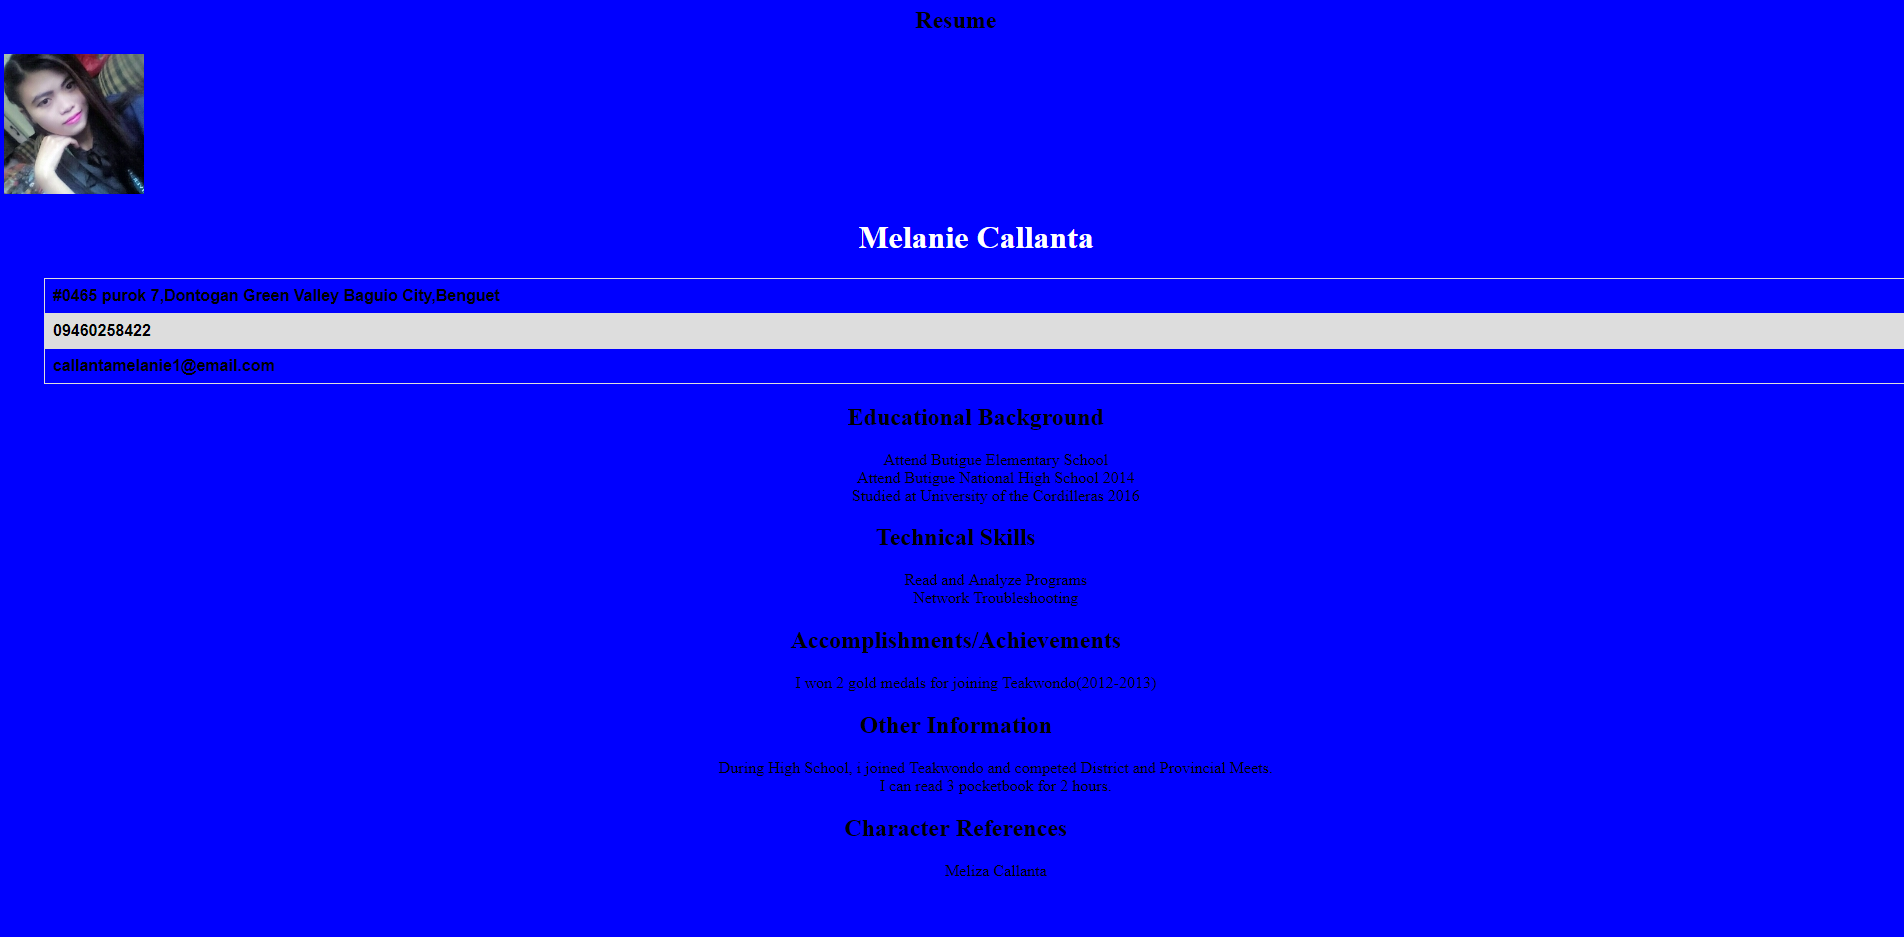 Resume
Melanie Callanta
#0465 purok 7,Dontogan Green Valley Baguio City,Benguet
09460258422
callantamelanie1@email.com
Educational Background
Attend Butigue Elementary School
Attend Butigue National High School 2014
Studied at University of the Cordilleras 2016
Technical Skills
Read and Analyze Programs
Network Troubleshooting
Accomplishments/Achievements
I won 2 gold medals for joining Teakwondo(2012-2013)
Other Information
During High School, i joined Teakwondo and competed District and Provincial Meets.
I can read 3 pocketbook for 2 hours.
Character References
Callanta